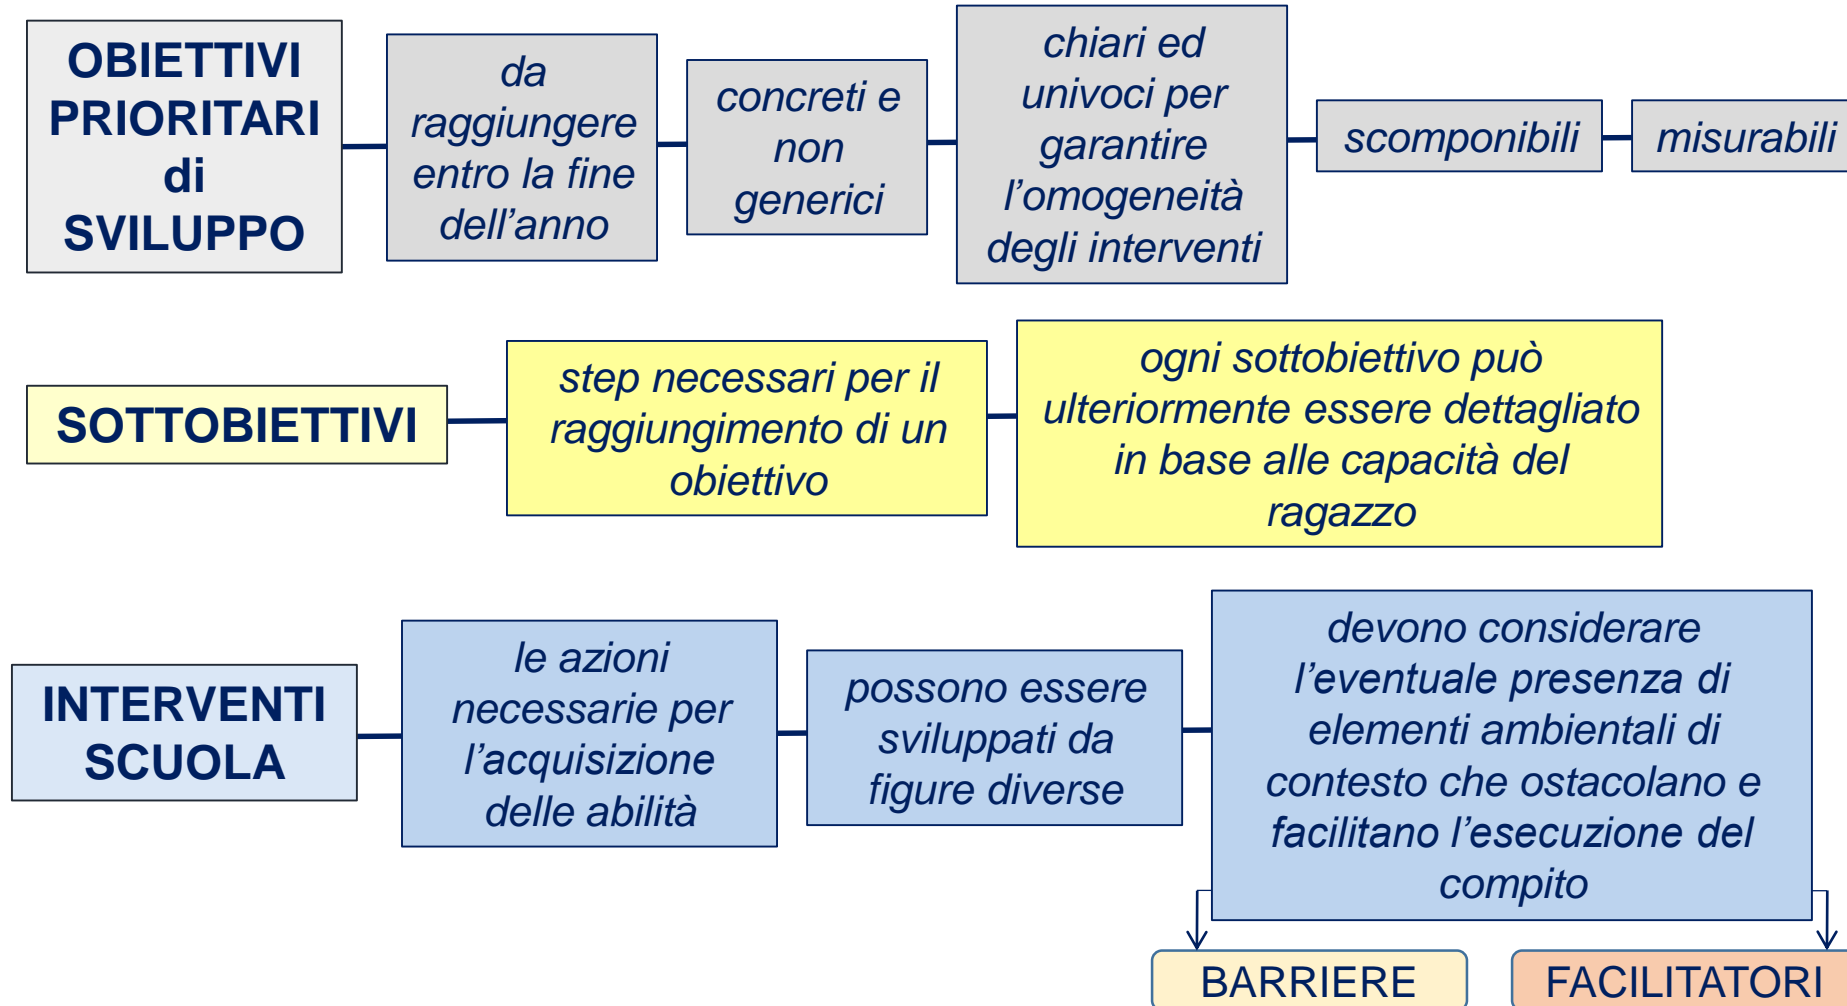 OBIETTIVI
PRIORITARI
di
SVILUPPO
da
raggiungere
entro la fine
dell’anno
concreti e
non
generici
chiari ed
univoci per
garantire
l’omogeneità
degli interventi
scomponibili
misurabili
SOTTOBIETTIVI
step necessari per il
raggiungimento di un
obiettivo
ogni sottobiettivo può
ulteriormente essere dettagliato
in base alle capacità del
ragazzo
INTERVENTI
SCUOLA
le azioni
necessarie per
l’acquisizione
delle abilità
possono essere
sviluppati da
figure diverse
devono considerare
l’eventuale presenza di
elementi ambientali di
contesto che ostacolano e
facilitano l’esecuzione del
compito
BARRIERE
FACILITATORI